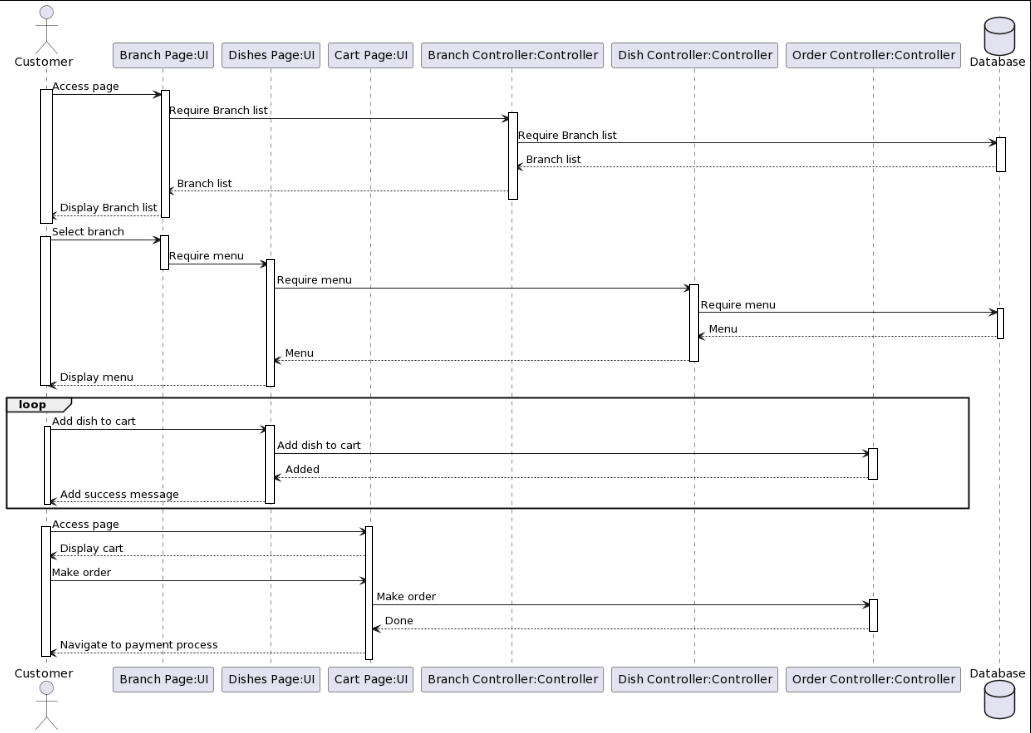 Customer
Branch Page:UI
Dishes Page:UI
Cart Page:UI
Branch Controller:Controller
Dish Controller:Controller
Order Controller:Controller
Database
Access page
Require Branch list
Require Branch list
Branch list
Branch list
Display Branch list
Select branch
Require menu
Require menu
Require menu
Menu
Menu
Display menu
loop
Add dish to cart
Add dish to cart
Added
Add success message
Access page
Display cart
Make order
Make order
Done
Navigate to payment process
Customer
Branch Page:UI
Dishes Page:UI
Cart Page:UI
Branch Controller:Controller
Dish Controller:Controller
Order Controller:Controller
Database